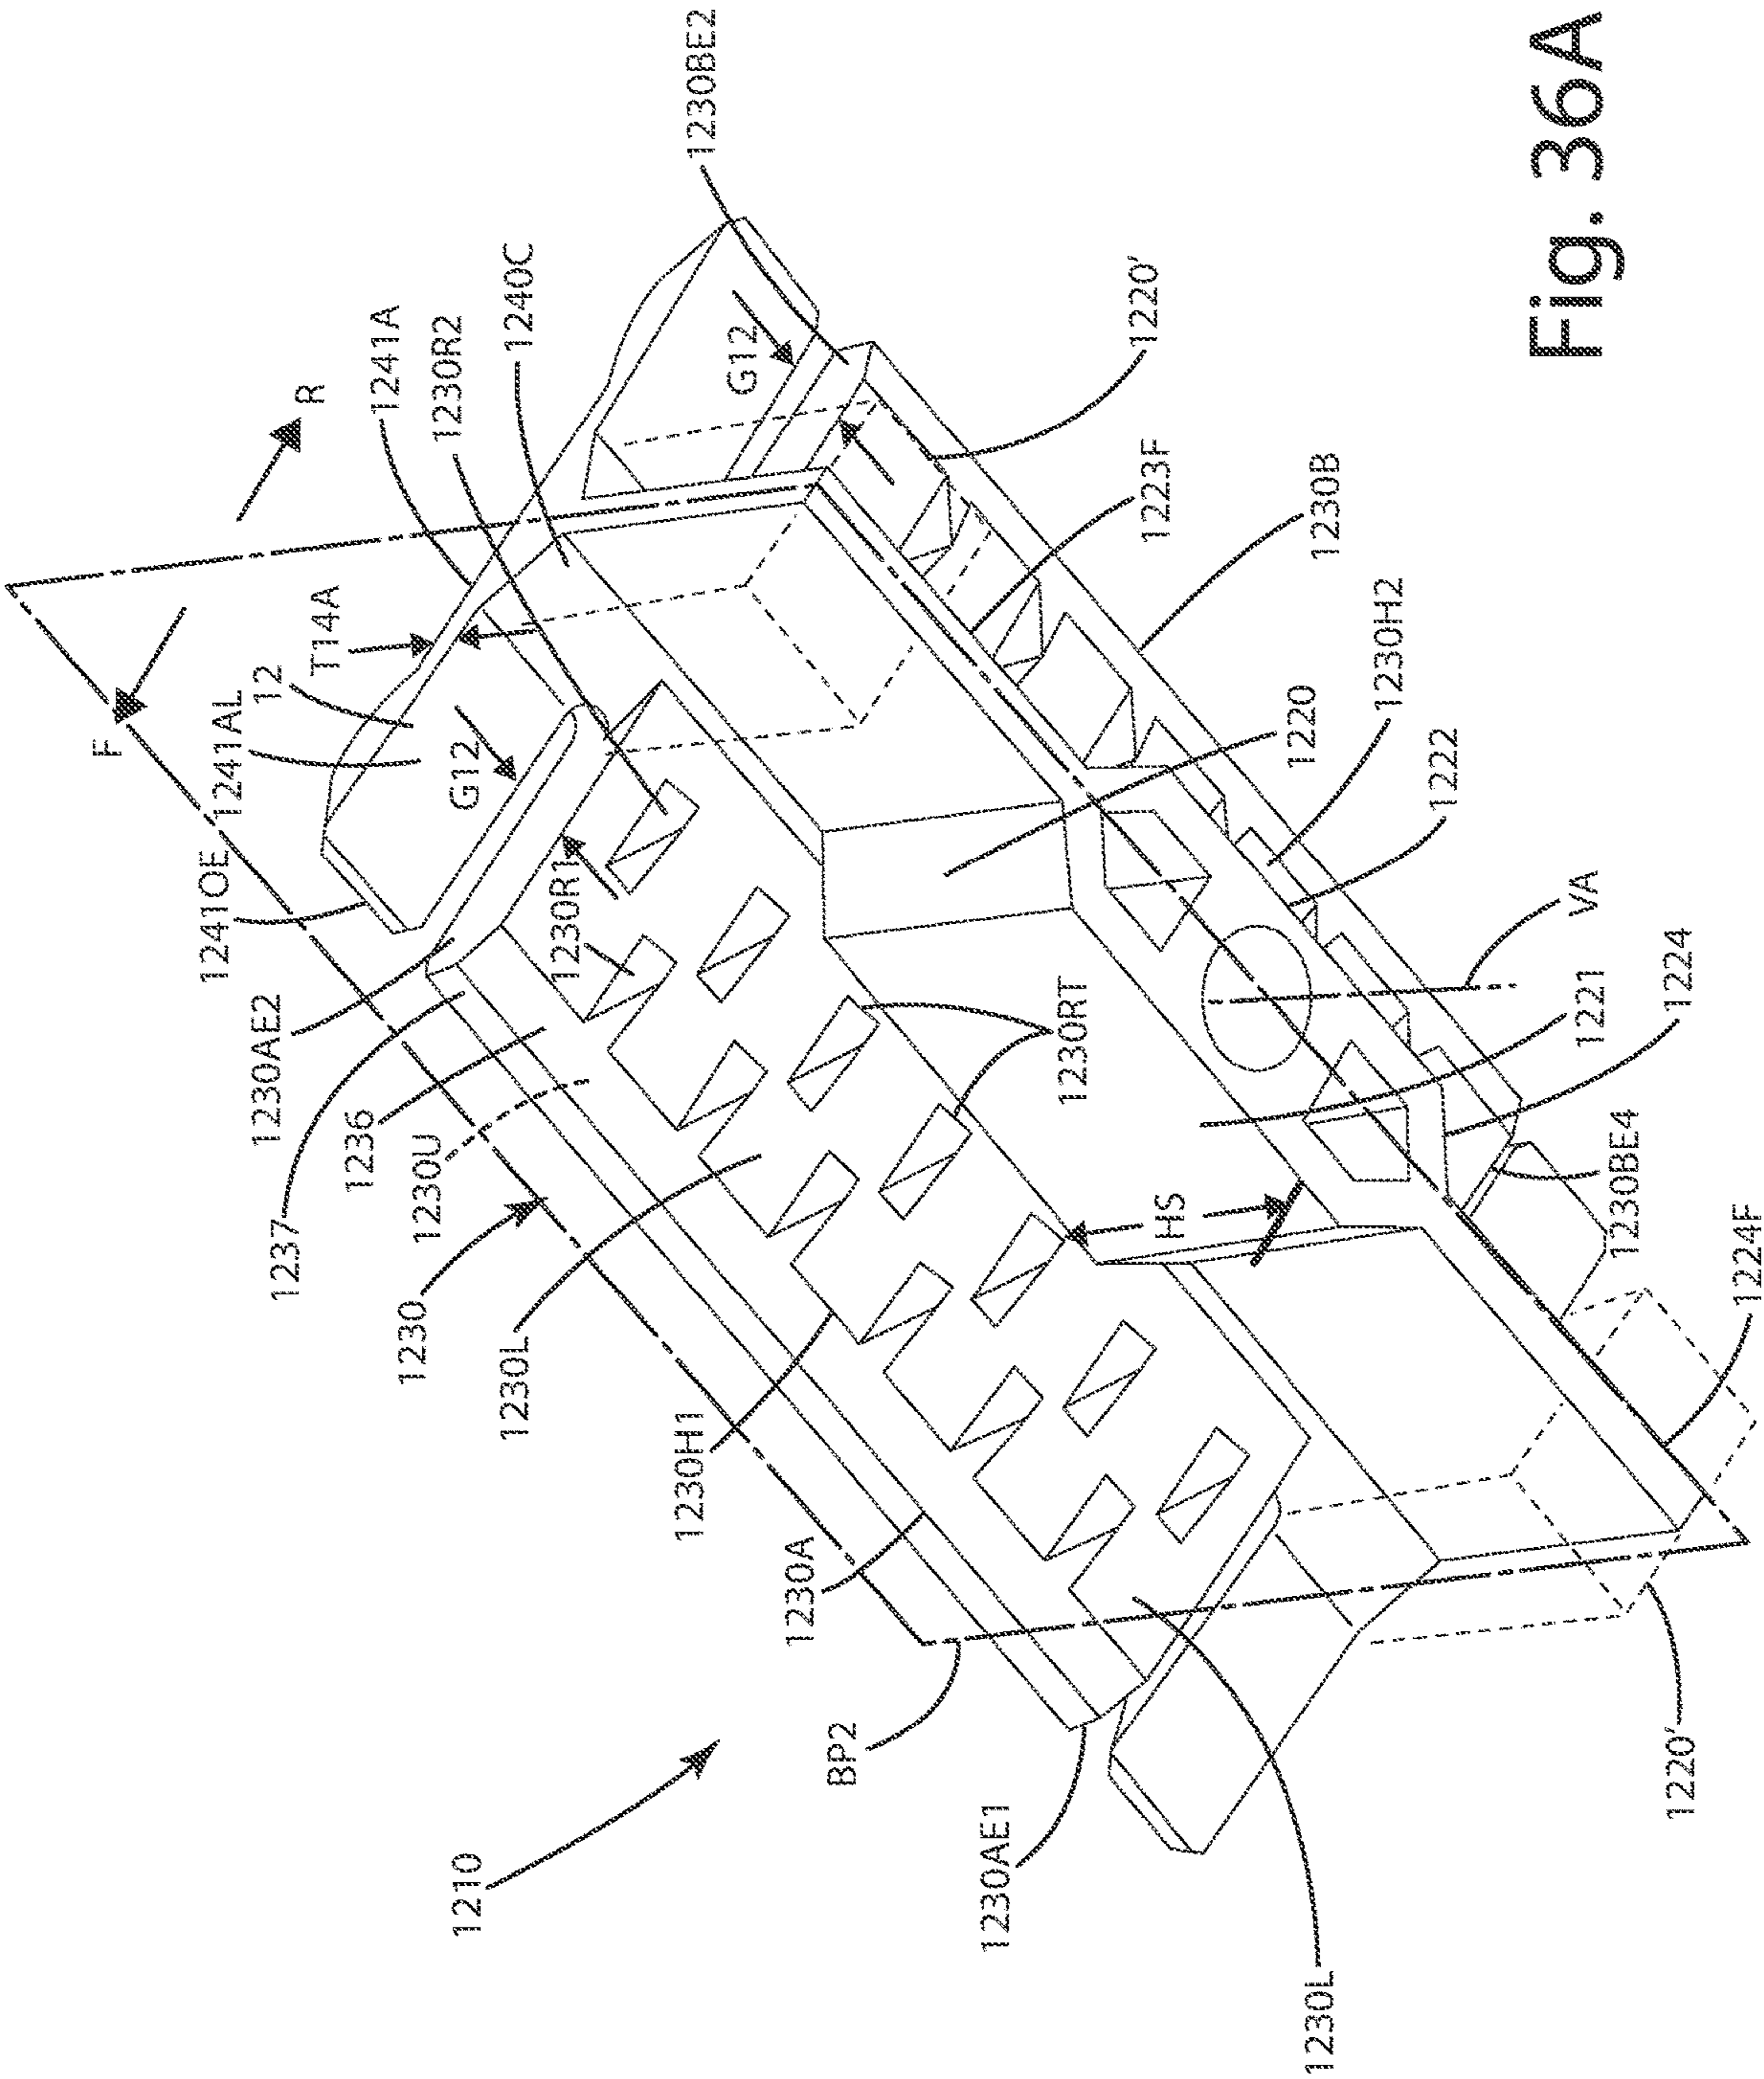 1210
1230AE1
1230L
BP2
1230A
1230H1
1230L
1230
1237
1230U
1236
1230AE2
1241OE
1241AL
12
T14A
F
R
G12
1230R1
1241A
1230R2
1240C
1230BE2
G12
1220'
1223F
1230B
1230H2
1220
1222
VA
1224
1221
1230RT
HS
1230BE4
1224F
1220'
Fig. 36A